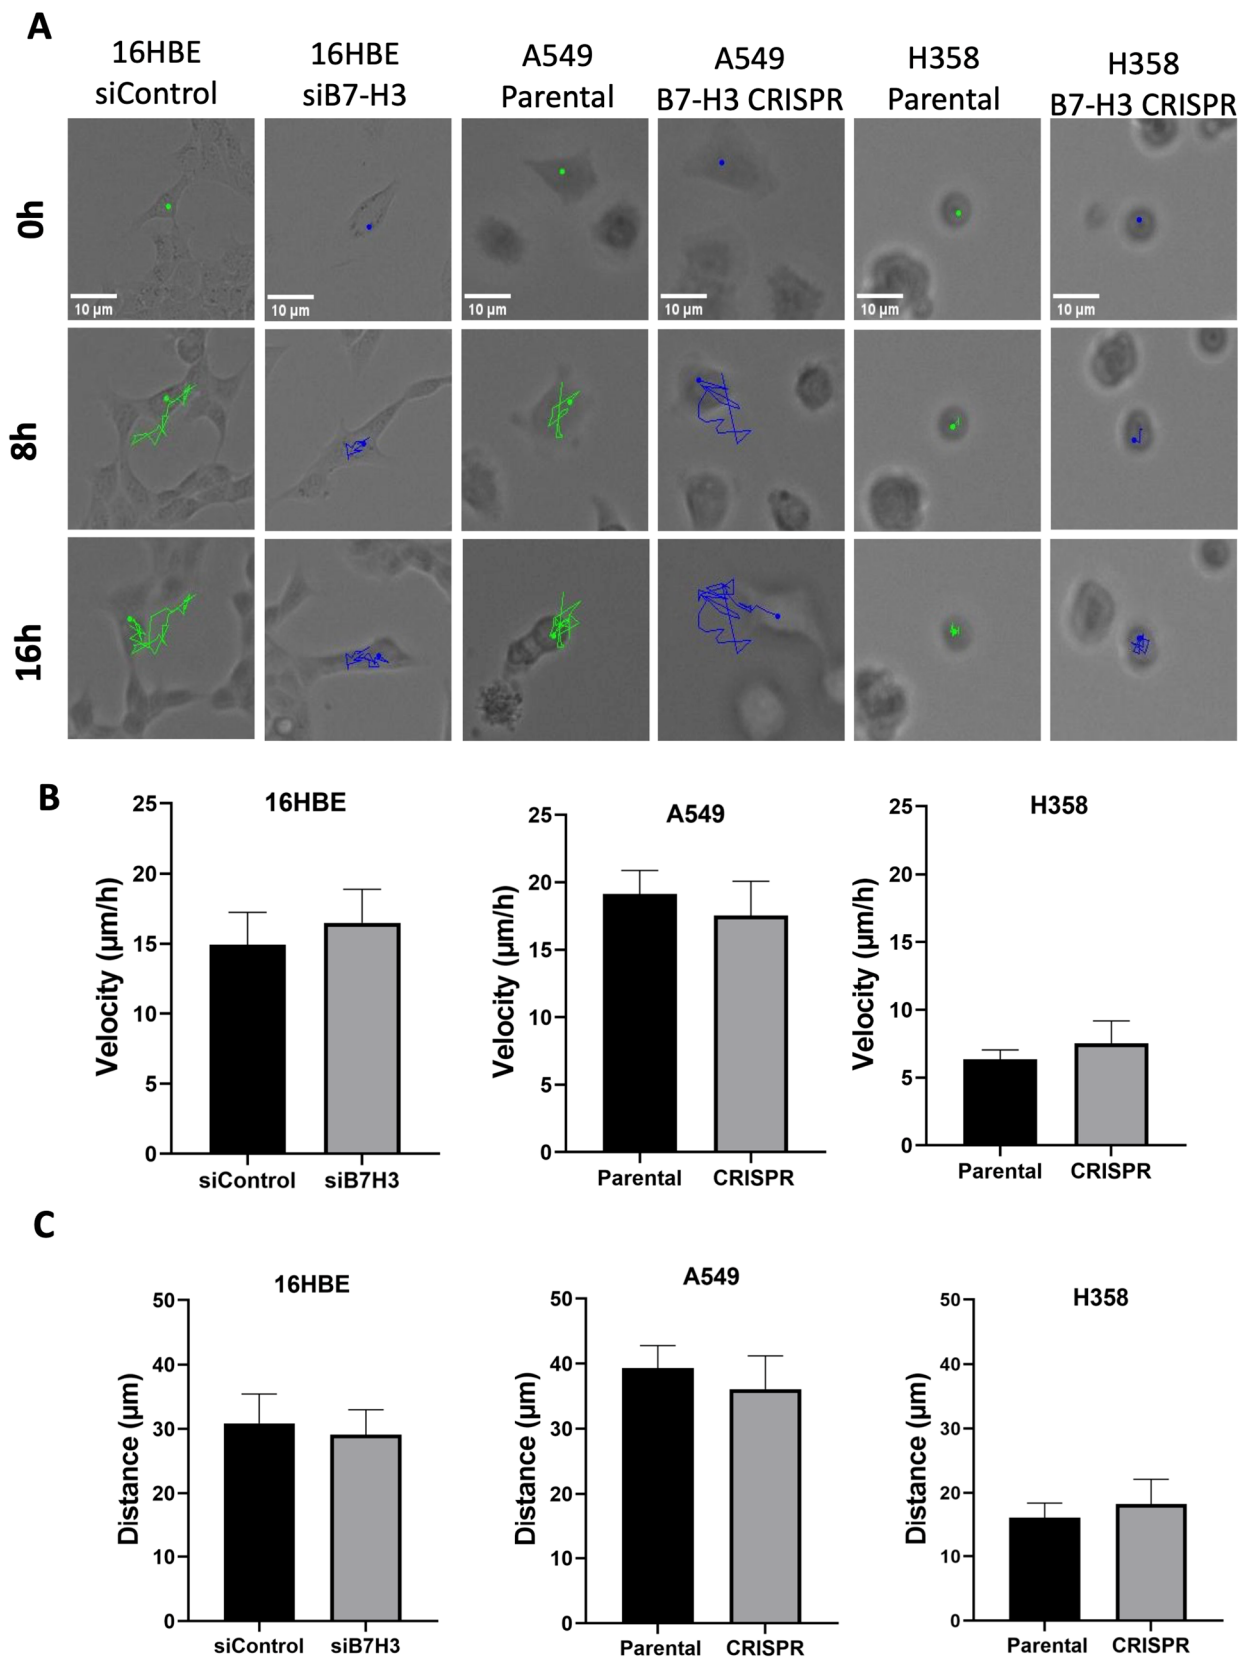 A
16HBE
siControl
16HBE
siB7-H3
A549
Parental
A549
B7-H3 CRISPR
H358
Parental
H358
B7-H3 CRISPR
0h
10 µm
10 µm
10 µm
10 µm
10 µm
10 µm
8h
16h
B
16HBE
Velocity (µm/h)
25
20
15
10
5
0
siControl
siB7H3
A549
Velocity (µm/h)
25
20
15
10
5
0
Parental
CRISPR
H358
Velocity (µm/h)
25
20
15
10
5
0
Parental
CRISPR
C
16HBE
Distance (µm)
50
40
30
20
10
0
siControl
siB7H3
A549
Distance (µm)
50
40
30
20
10
0
Parental
CRISPR
H358
Distance (µm)
50
40
30
20
10
0
Parental
CRISPR